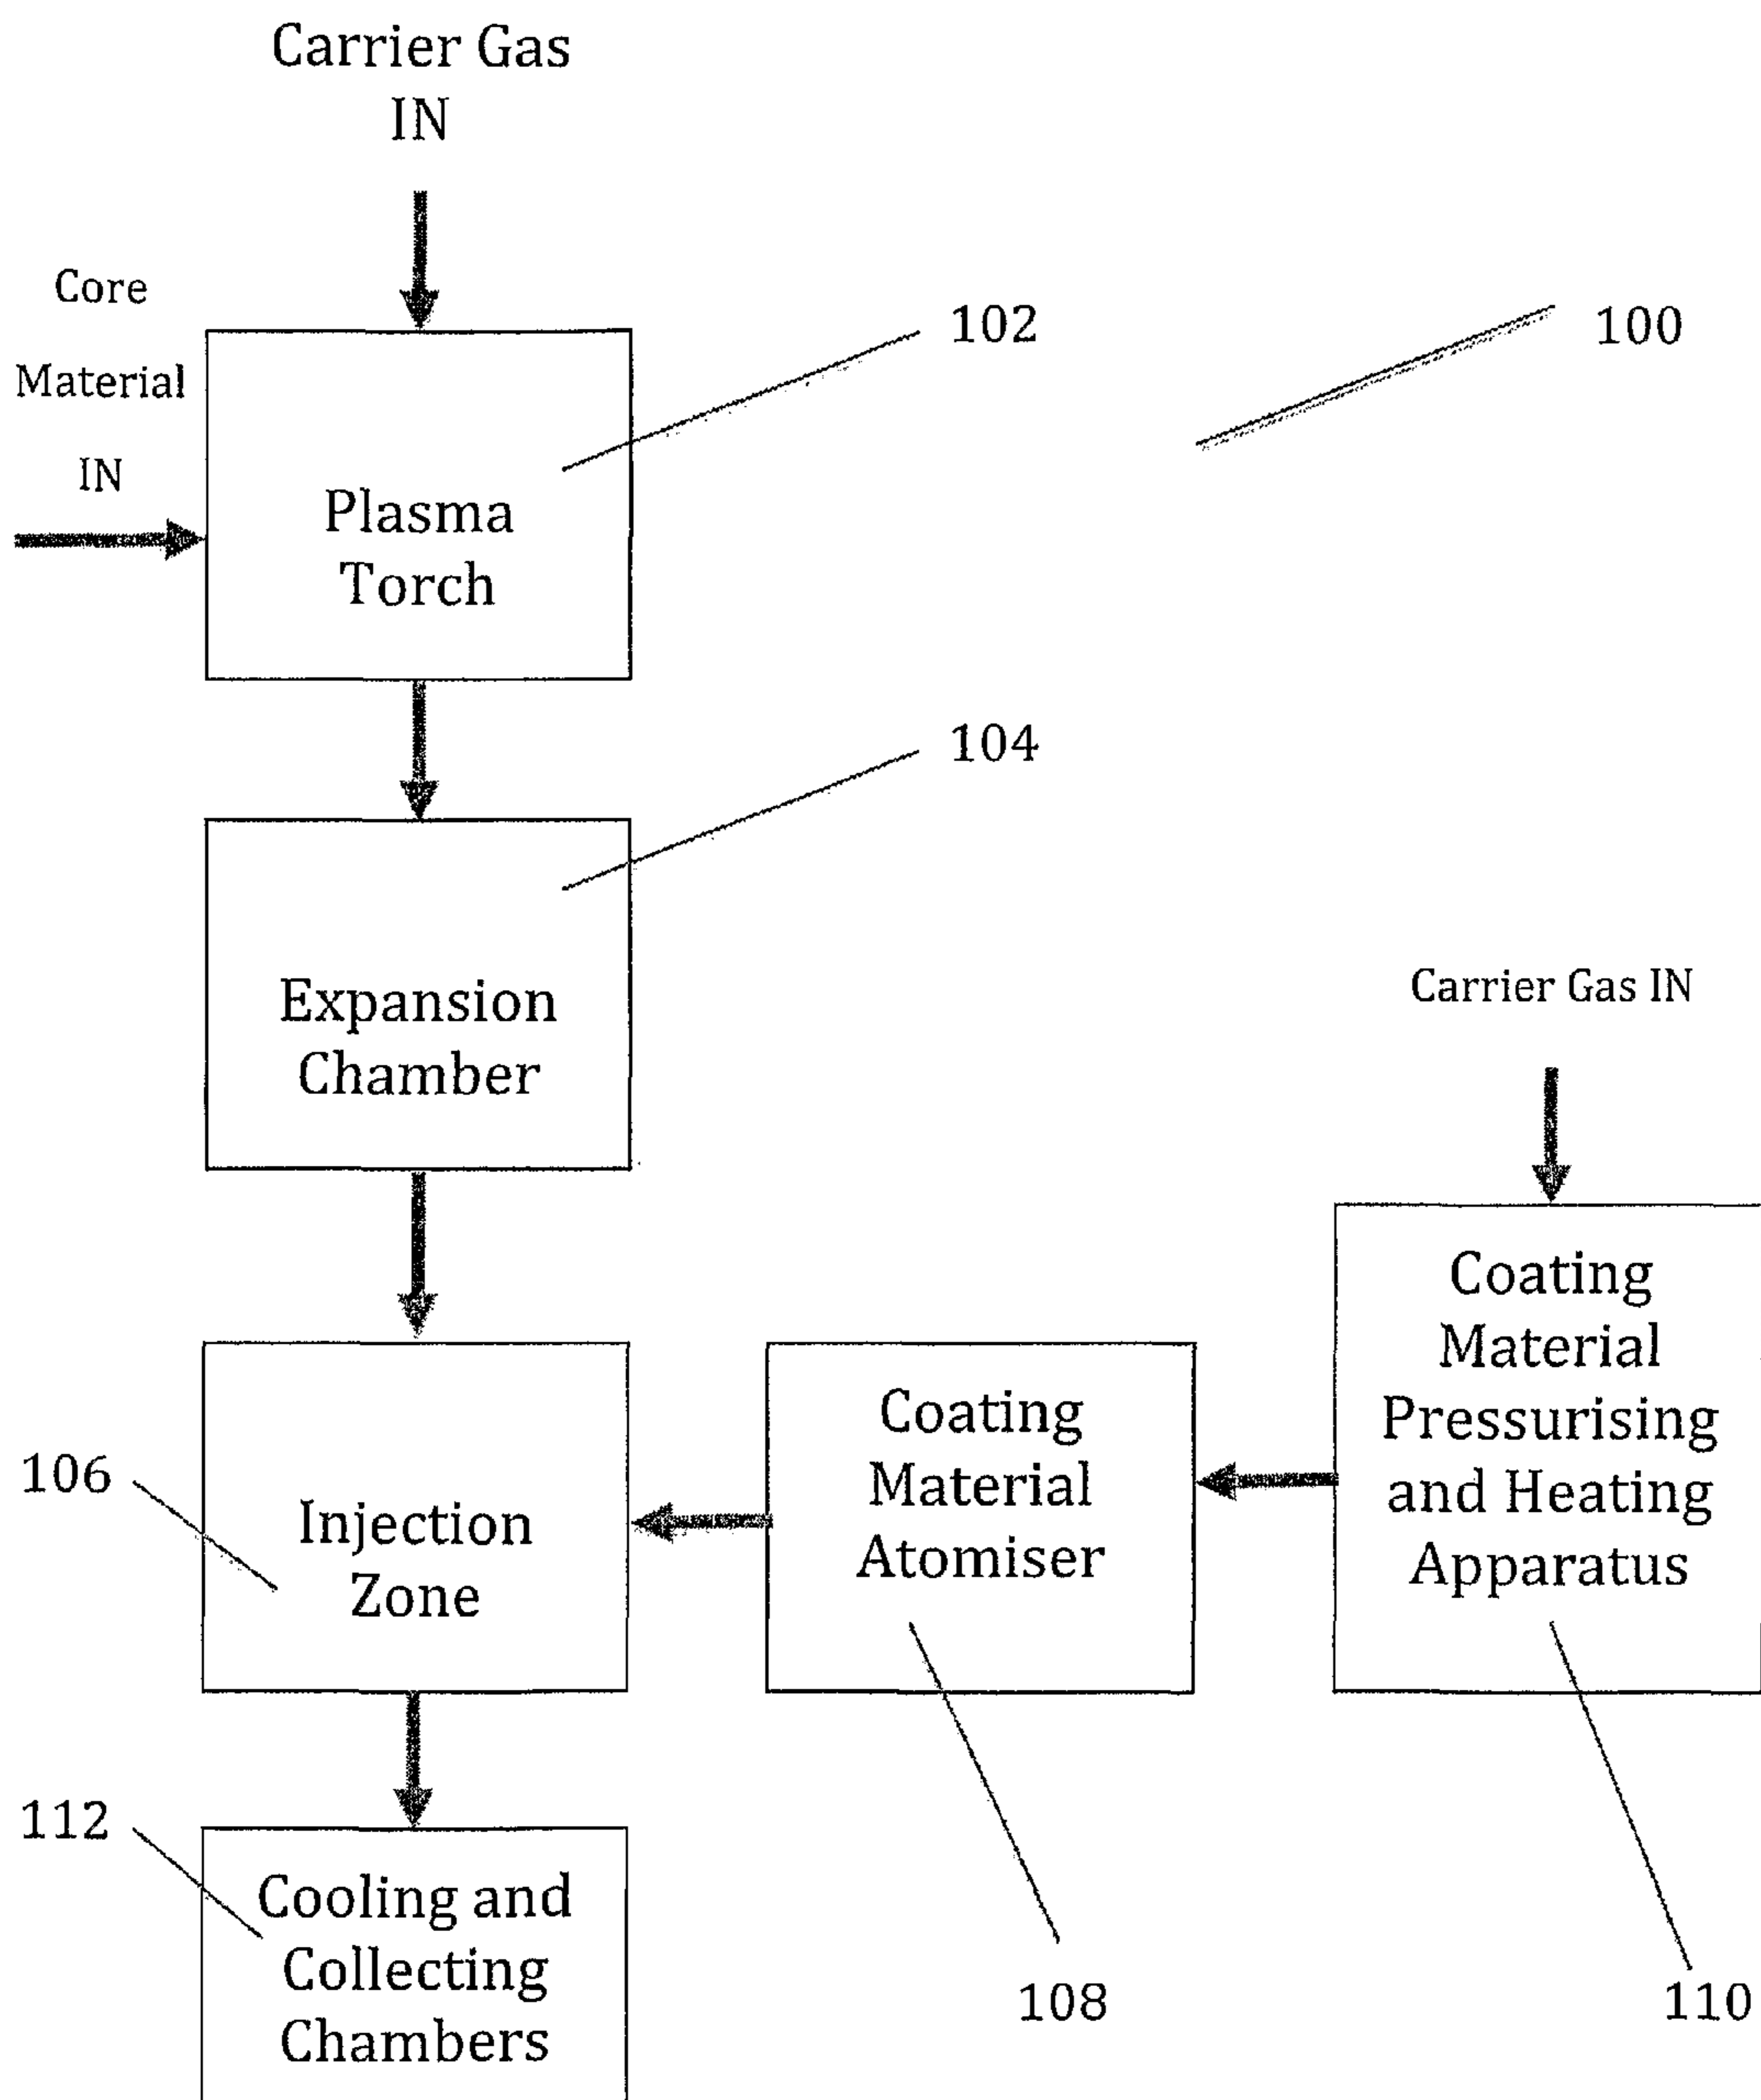 Carrier Gas
IN
Core
Material
IN
102
100
Plasma
Torch
104
Expansion
Chamber
Carrier Gas IN
Coating
Material
Pressurising
and Heating
Apparatus
Coating
Material
Atomiser
106
Injection
Zone
112
Cooling and
Collecting
Chambers
108
110